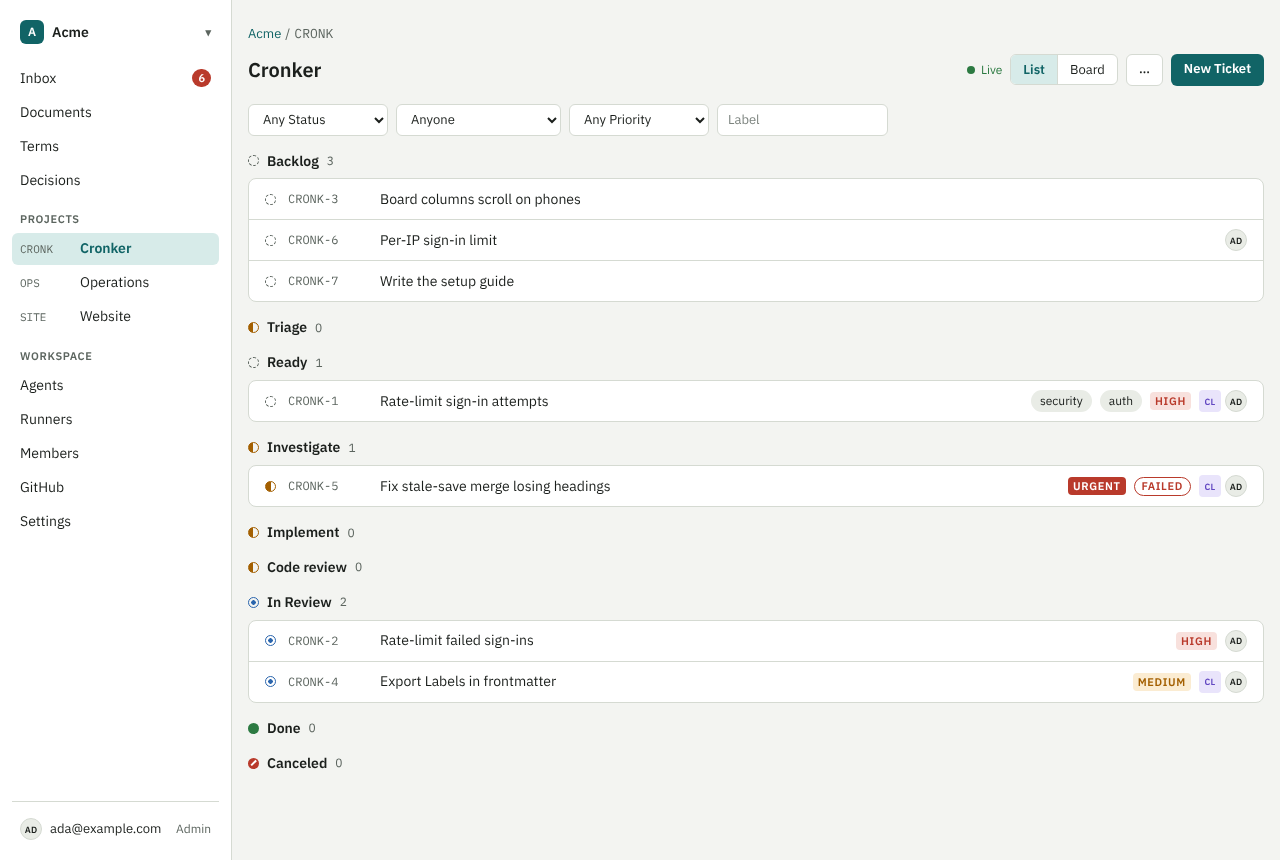 A Acme ▾
Inbox 6
Documents
Terms
Decisions
PROJECTS
CRONK Cronker
OPS Operations
SITE Website
WORKSPACE
Agents
Runners
Members
GitHub
Settings
AD ada@example.com Admin
Acme / CRONK
Cronker
Live List Board ... New Ticket
Any Status Anyone Any Priority Label
Backlog 3
CRONK-3 Board columns scroll on phones
CRONK-6 Per-IP sign-in limit AD
CRONK-7 Write the setup guide
Triage 0
Ready 1
CRONK-1 Rate-limit sign-in attempts security auth HIGH CL AD
Investigate 1
CRONK-5 Fix stale-save merge losing headings URGENT FAILED CL AD
Implement 0
Code review 0
In Review 2
CRONK-2 Rate-limit failed sign-ins HIGH AD
CRONK-4 Export Labels in frontmatter MEDIUM CL AD
Done 0
Canceled 0